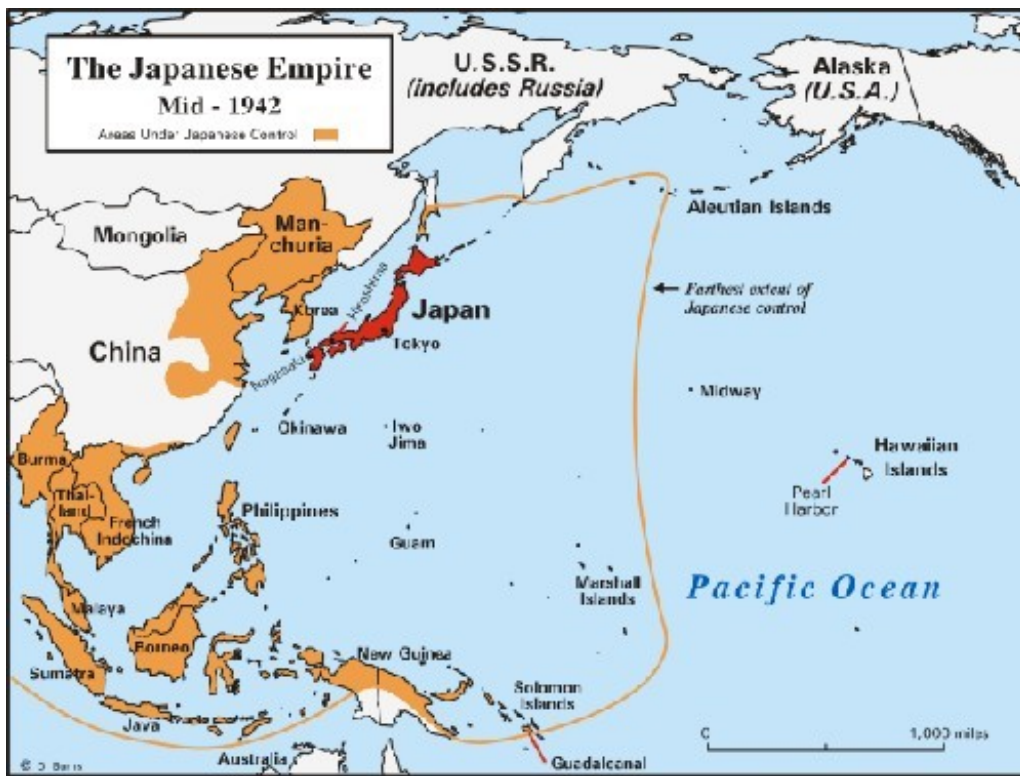 The Japanese Empire
Mid - 1942
Areas Under Japanese Control
U.S.S.R.
(includes Russia)
Alaska
(U.S.A.)
Aleutian Islands
Mongolia
Man-
churia
Farthest extent of
Japanese control
Korea
Hiroshima
Japan
Tokyo
China
Nagasaki
Midway
Okinawa
Iwo
Jima
Hawaiian
Islands
Pearl
Harbor
Burma
Thai-
land
French
Indochina
Philippines
Guam
Marshall
Islands
Pacific Ocean
Malaya
Borneo
Sumatra
New Guinea
Solomon
Islands
Java
0
1,000 miles
Australia
Guadalcanal